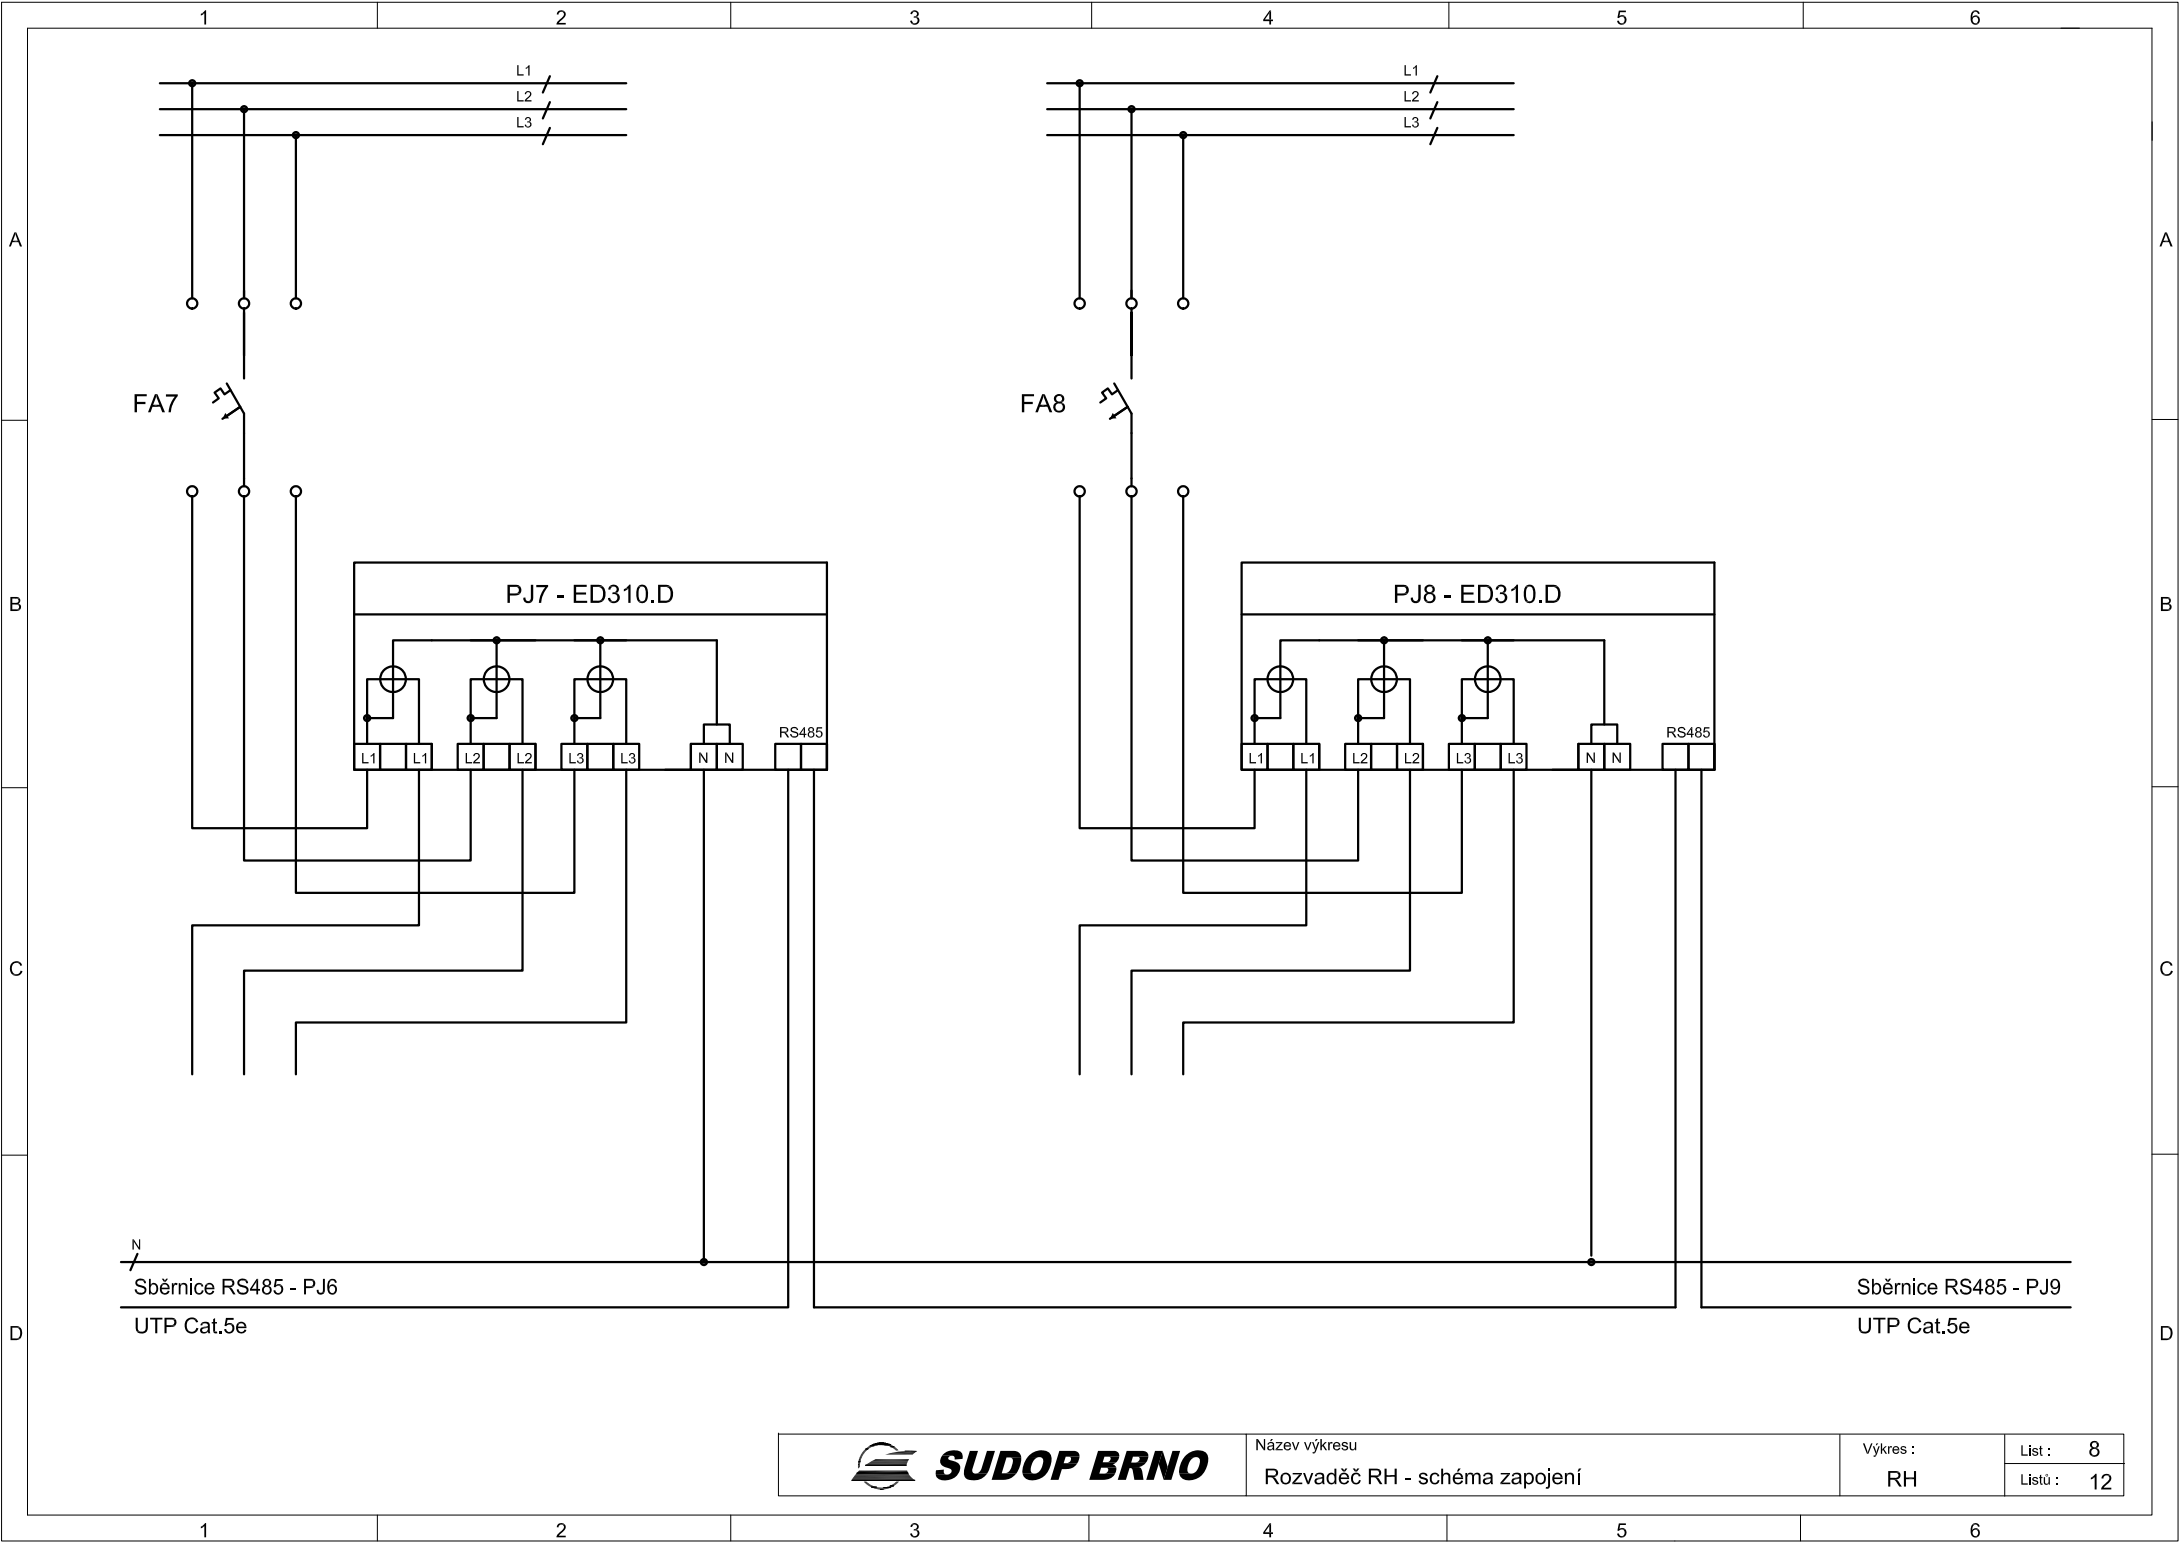 1 2 3 4 5 6
L1 L1
L2 L2
L3 L3
A A
FA7 FA8
PJ7 - ED310.D PJ8 - ED310.D
B B
RS485 RS485
L1 L1 L2 L2 L3 L3 N N L1 L1 L2 L2 L3 L3 N N
C C
N
Sběrnice RS485 - PJ6 Sběrnice RS485 - PJ9
UTP Cat.5e UTP Cat.5e
D D
SUDOP BRNO
Název výkresu
Rozvaděč RH - schéma zapojení
Výkres :
RH
List : 8
Listů : 12
1 2 3 4 5 6